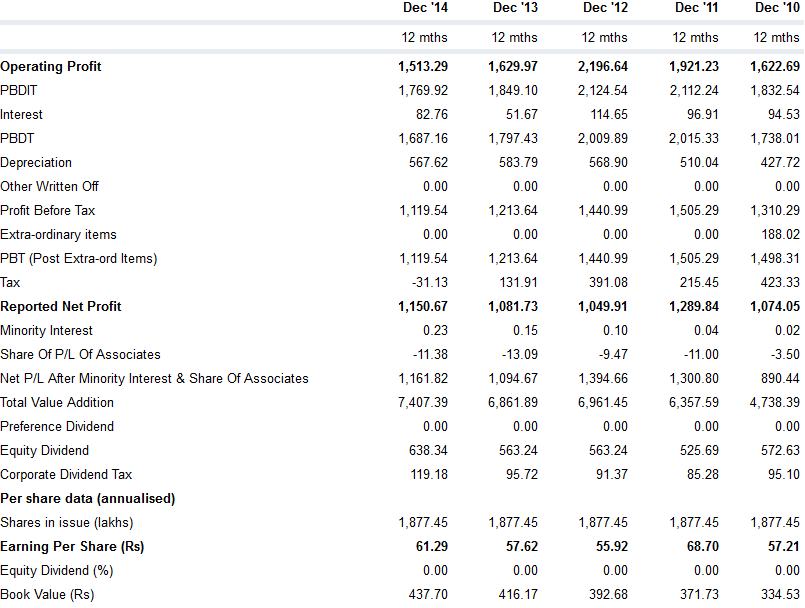 Dec '14 Dec '13 Dec '12 Dec '11 Dec '10
12 mths 12 mths 12 mths 12 mths 12 mths
Operating Profit 1,513.29 1,629.97 2,196.64 1,921.23 1,622.69
PBDIT 1,769.92 1,849.10 2,124.54 2,112.24 1,832.54
Interest 82.76 51.67 114.65 96.91 94.53
PBDT 1,687.16 1,797.43 2,009.89 2,015.33 1,738.01
Depreciation 567.62 583.79 568.90 510.04 427.72
Other Written Off 0.00 0.00 0.00 0.00 0.00
Profit Before Tax 1,119.54 1,213.64 1,440.99 1,505.29 1,310.29
Extra-ordinary items 0.00 0.00 0.00 0.00 188.02
PBT (Post Extra-ord Items) 1,119.54 1,213.64 1,440.99 1,505.29 1,498.31
Tax -31.13 131.91 391.08 215.45 423.33
Reported Net Profit 1,150.67 1,081.73 1,049.91 1,289.84 1,074.05
Minority Interest 0.23 0.15 0.10 0.04 0.02
Share Of P/L Of Associates -11.38 -13.09 -9.47 -11.00 -3.50
Net P/L After Minority Interest & Share Of Associates 1,161.82 1,094.67 1,394.66 1,300.80 890.44
Total Value Addition 7,407.39 6,861.89 6,961.45 6,357.59 4,738.39
Preference Dividend 0.00 0.00 0.00 0.00 0.00
Equity Dividend 638.34 563.24 563.24 525.69 572.63
Corporate Dividend Tax 119.18 95.72 91.37 85.28 95.10
Per share data (annualised)
Shares in issue (lakhs) 1,877.45 1,877.45 1,877.45 1,877.45 1,877.45
Earning Per Share (Rs) 61.29 57.62 55.92 68.70 57.21
Equity Dividend (%) 0.00 0.00 0.00 0.00 0.00
Book Value (Rs) 437.70 416.17 392.68 371.73 334.53